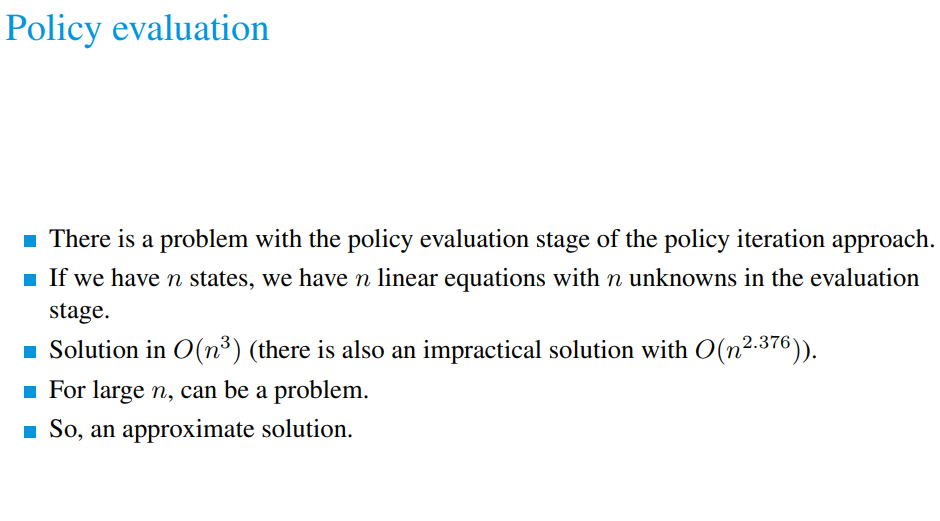 Policy evaluation
■ There is a problem with the policy evaluation stage of the policy iteration approach.
■ If we have n states, we have n linear equations with n unknowns in the evaluation
stage.
■ Solution in O(n³) (there is also an impractical solution with O(n^2.376)).
■ For large n, can be a problem.
■ So, an approximate solution.